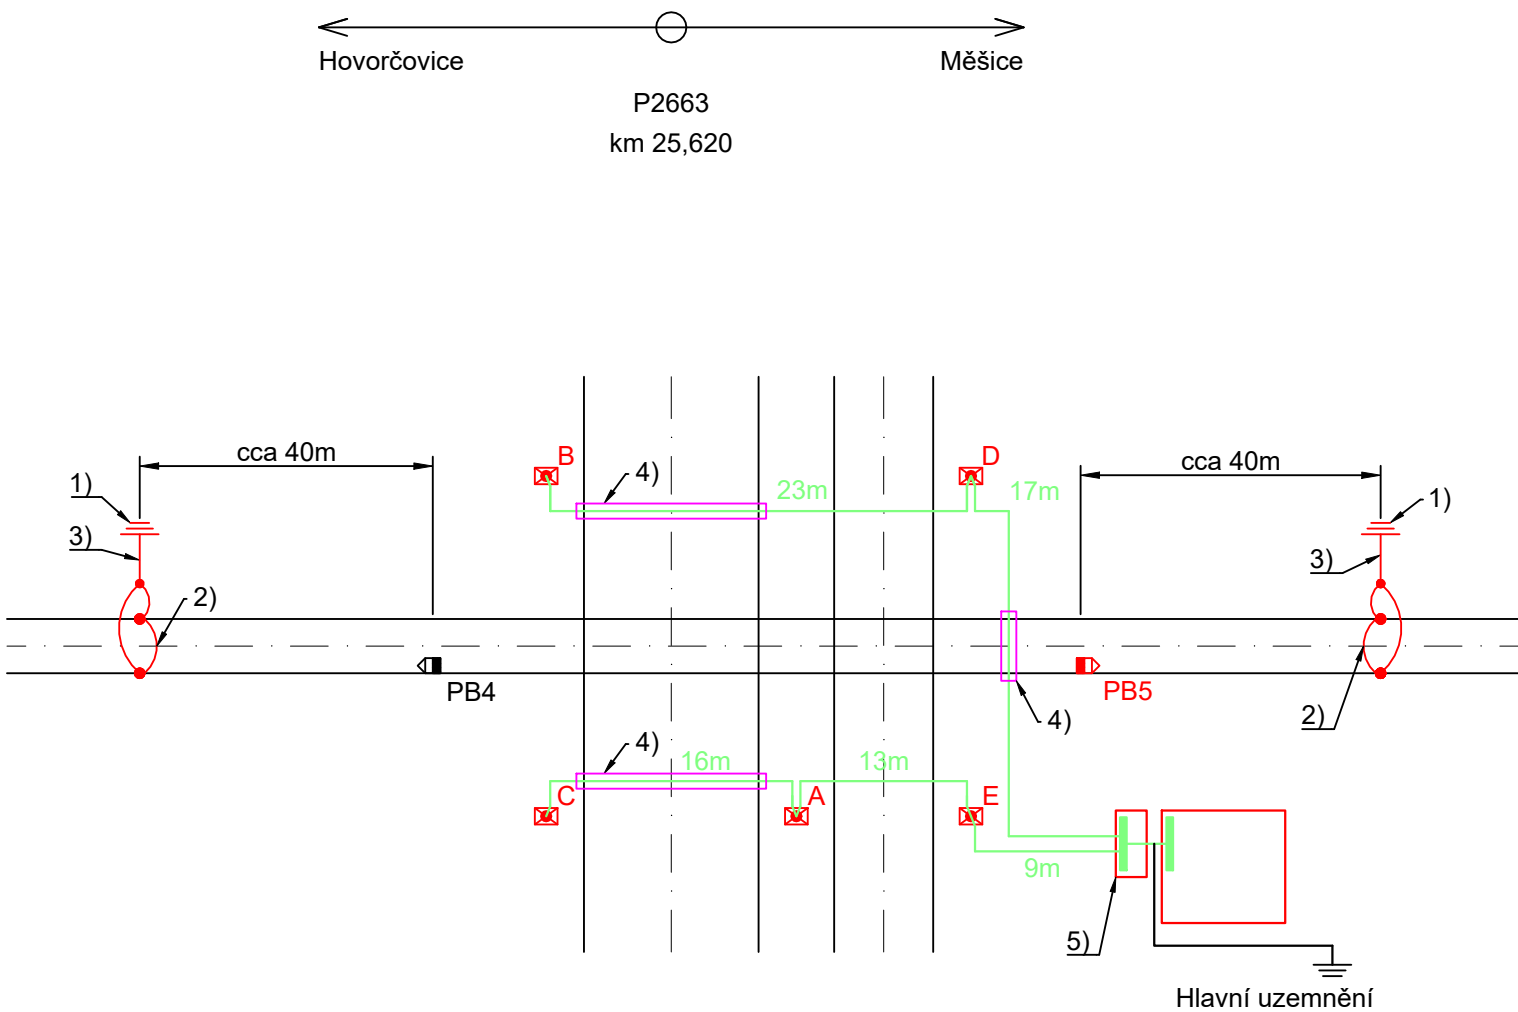 Hovorčovice
Měšice
P2663
km 25,620
cca 40m
cca 40m
B
D
4)
1)
23m
17m
1)
3)
3)
2)
PB4
PB5
4)
2)
4)
16m
13m
C
A
E
9m
5)
Hlavní uzemnění